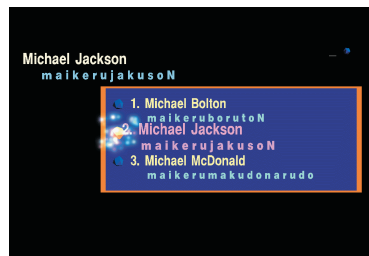 Michael Jackson
maikerujakusoN
1. Michael Bolton
maikeruborutoN
2. Michael Jackson
maikerujakusoN
3. Michael McDonald
maikerumakudonarudo